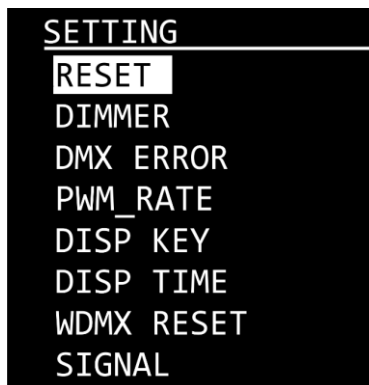 SETTING
RESET
DIMMER
DMX ERROR
PWM_RATE
DISP KEY
DISP TIME
WDMX RESET
SIGNAL